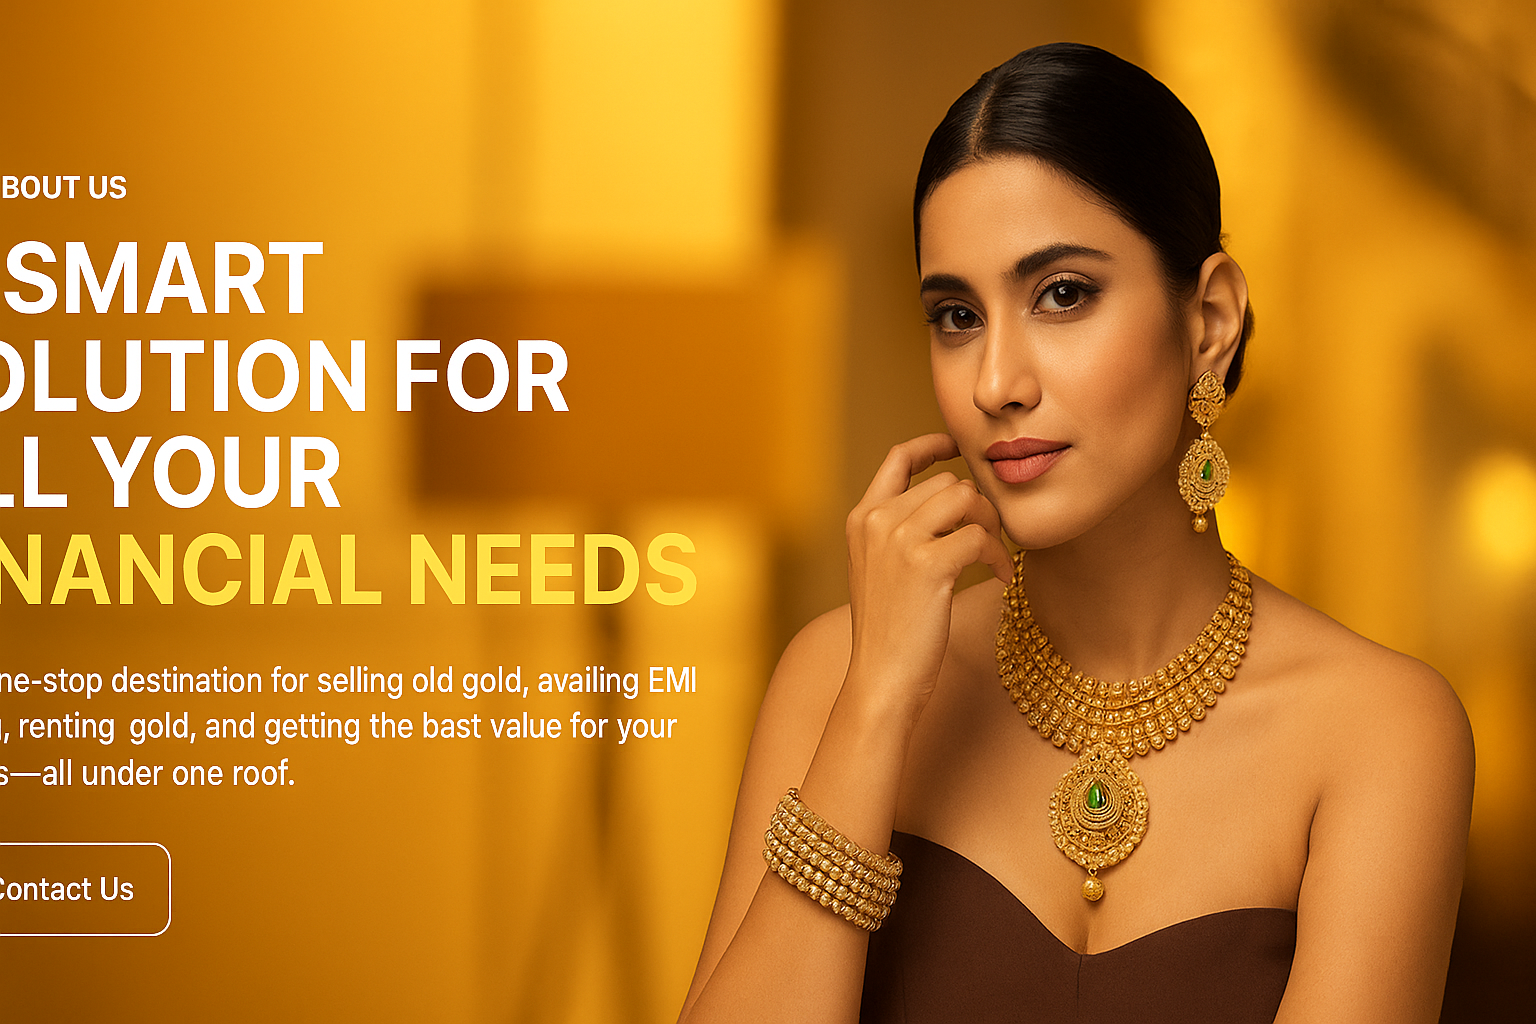 BOUT US
SMART
OLUTION FOR
LL YOUR
NANCIAL NEEDS
ne-stop destination for selling old gold, availing EMI
, renting gold, and getting the bast value for your
s—all under one roof.
Contact Us